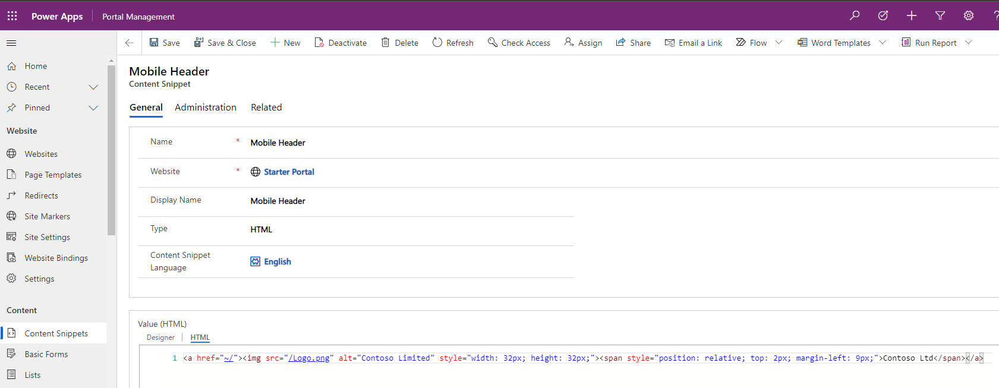 Power Apps Portal Management ?
Save Save & Close New Deactivate Delete Refresh Check Access Assign Share Email a Link Flow Word Templates Run Report
Home
Recent
Pinned
Website
Websites
Page Templates
Redirects
Site Markers
Site Settings
Website Bindings
Settings
Content
Content Snippets
Basic Forms
Lists
Mobile Header
Content Snippet
General Administration Related
Name * Mobile Header
Website * Starter Portal
Display Name Mobile Header
Type HTML
Content Snippet
Language English
Value (HTML)
Designer | HTML
1 <a href="~/"><img src="/Logo.png" alt="Contoso Limited" style="width: 32px; height: 32px;"><span style="position: relative; top: 2px; margin-left: 9px;">Contoso Ltd</span></a>